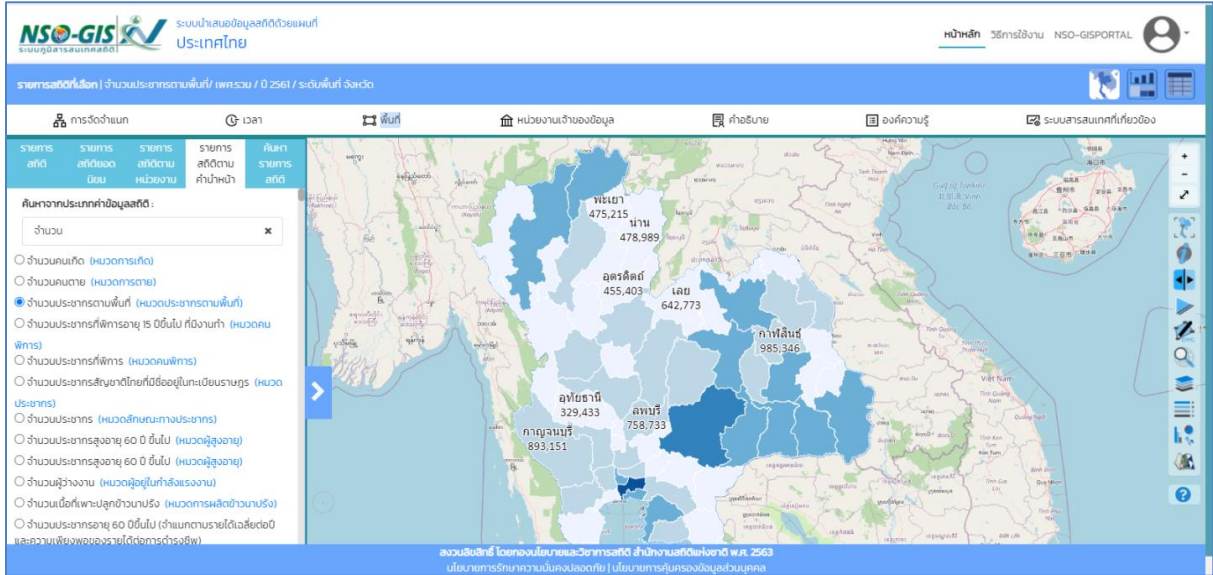 NSO-GIS
ระบบภูมิสารสนเทศสถิติ
ระบบนำเสนอข้อมูลสถิติด้วยแผนที่
ประเทศไทย
หน้าหลัก วิธีการใช้งาน NSO-GISPORTAL
รายการสถิติที่เลือก | จำนวนประชากรตามพื้นที่/ เพศ:รวม / ปี 2561 / ระดับพื้นที่ จังหวัด
การจัดจำแนก เวลา พื้นที่ หน่วยงานเจ้าของข้อมูล คำอธิบาย องค์ความรู้ ระบบสารสนเทศที่เกี่ยวข้อง
รายการ รายการ รายการ รายการ ค้นหา
สถิติ สถิติยอด สถิติตาม สถิติตาม รายการ
นิยม หน่วยงาน คำนำหน้า สถิติ
ค้นหาจากประเภทค่าข้อมูลสถิติ :
จำนวน ×
จำนวนคนเกิด (หมวดการเกิด)
จำนวนคนตาย (หมวดการตาย)
จำนวนประชากรตามพื้นที่ (หมวดประชากรตามพื้นที่)
จำนวนประชากรที่พิการอายุ 15 ปีขึ้นไป ที่มีงานทำ (หมวดคน
พิการ)
จำนวนประชากรที่พิการ (หมวดคนพิการ)
จำนวนประชากรสัญชาติไทยที่มีชื่ออยู่ในทะเบียนราษฎร (หมวด
ประชากร)
จำนวนประชากร (หมวดลักษณะทางประชากร)
จำนวนประชากรสูงอายุ 60 ปี ขึ้นไป (หมวดผู้สูงอายุ)
จำนวนประชากรสูงอายุ 60 ปี ขึ้นไป (หมวดผู้สูงอายุ)
จำนวนผู้ว่างงาน (หมวดผู้อยู่ในกำลังแรงงาน)
จำนวนเนื้อที่เพาะปลูกข้าวนาปรัง (หมวดการผลิตข้าวนาปรัง)
จำนวนประชากรอายุ 60 ปีขึ้นไป (จำแนกตามรายได้เฉลี่ยต่อปี
และความเพียงพอของรายได้ต่อการดำรงชีพ)
พะเยา
475,215
น่าน
478,989
อุตรดิตถ์
455,403
เลย
642,773
กาฬสินธุ์
985,346
อุทัยธานี
329,433
ลพบุรี
758,733
กาญจนบุรี
893,151
Việt Nam
สงวนลิขสิทธิ์ โดยกองนโยบายและวิชาการสถิติ สำนักงานสถิติแห่งชาติ พ.ศ. 2563
นโยบายการรักษาความมั่นคงปลอดภัย | นโยบายการคุ้มครองข้อมูลส่วนบุคคล